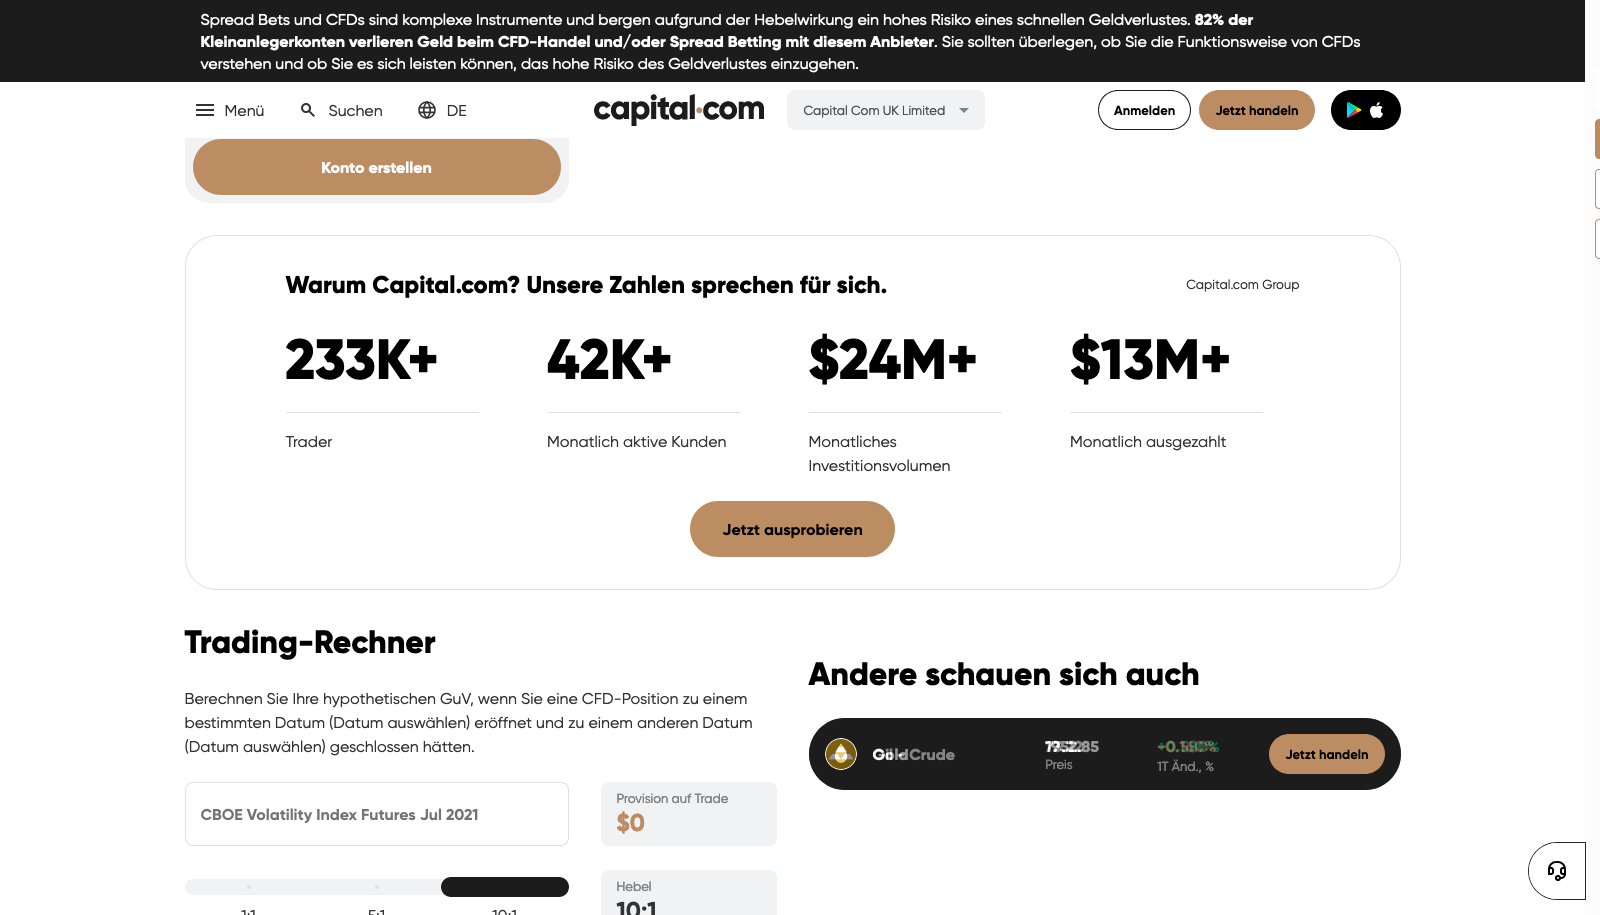 Spread Bets und CFDs sind komplexe Instrumente und bergen aufgrund der Hebelwirkung ein hohes Risiko eines schnellen Geldverlustes. 82% der
Kleinanlegerkonten verlieren Geld beim CFD-Handel und/oder Spread Betting mit diesem Anbieter. Sie sollten überlegen, ob Sie die Funktionsweise von CFDs
verstehen und ob Sie es sich leisten können, das hohe Risiko des Geldverlustes einzugehen.
Menü Suchen DE capital.com Capital Com UK Limited Anmelden Jetzt handeln
Konto erstellen
Warum Capital.com? Unsere Zahlen sprechen für sich. Capital.com Group
233K+ 42K+ $24M+ $13M+
Trader Monatlich aktive Kunden Monatliches Monatlich ausgezahlt
Investitionsvolumen
Jetzt ausprobieren
Trading-Rechner
Berechnen Sie Ihre hypothetischen GuV, wenn Sie eine CFD-Position zu einem
bestimmten Datum (Datum auswählen) eröffnet und zu einem anderen Datum
(Datum auswählen) geschlossen hätten.
CBOE Volatility Index Futures Jul 2021
Provision auf Trade
$0
Hebel
10:1
1:1 5:1 10:1
Andere schauen sich auch
Crude
Preis 1T Änd., % Jetzt handeln